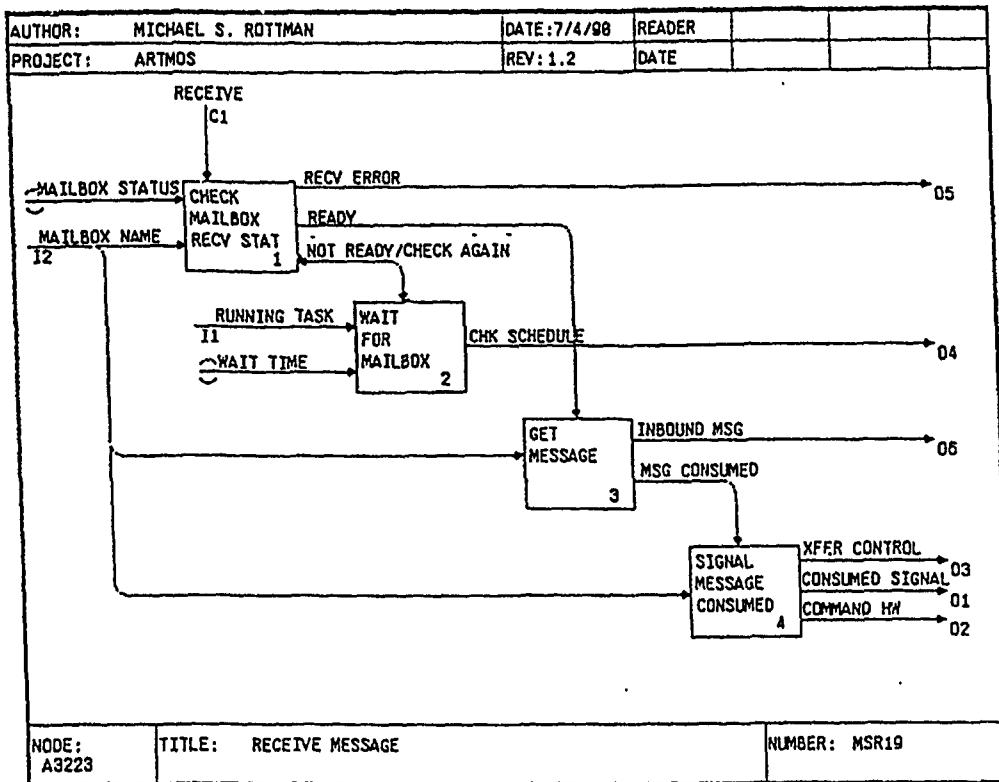 AUTHOR: MICHAEL S. ROTTMAN DATE:7/4/90 READER
PROJECT: ARTMOS REV:1.2 DATE
RECEIVE
C1
MAILBOX STATUS
MAILBOX NAME
I2
CHECK
MAILBOX
RECV STAT
1
RECV ERROR
O5
READY
NOT READY/CHECK AGAIN
RUNNING TASK
I1
WAIT TIME
WAIT
FOR
MAILBOX
2
CHK SCHEDULE
O4
GET
MESSAGE
3
INBOUND MSG
O6
MSG CONSUMED
SIGNAL
MESSAGE
CONSUMED
4
XFER CONTROL
O3
CONSUMED SIGNAL
O1
COMMAND HW
O2
NODE: TITLE: RECEIVE MESSAGE NUMBER: MSR19
A3223